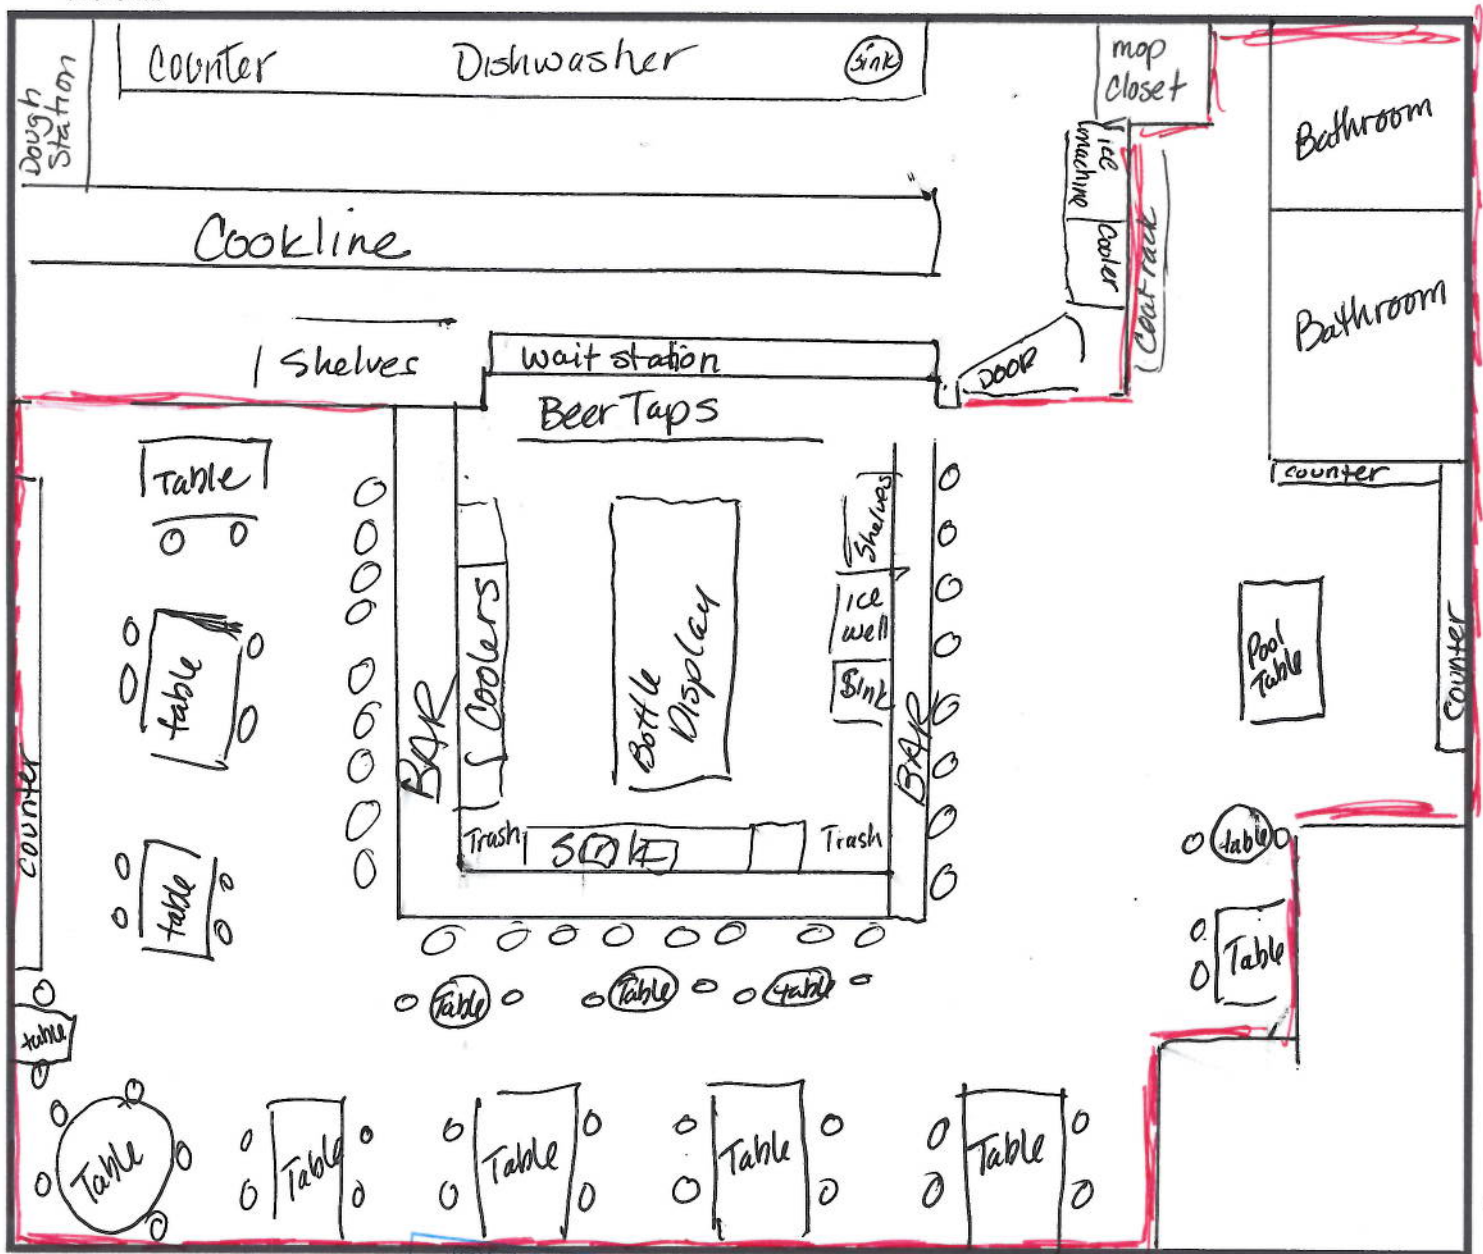 Counter Dishwasher Sink
mop
closet
Dough
Station
Bathroom
ice
machine
Cookline
Cooler
Coat rack
Bathroom
Shelves
wait station
DOOR
Beer Taps
Table
counter
Shelves
Coolers
Bottle
Display
ice
well
Sink
Pool
Table
counter
table
BAR
BAR
counter
Trash
Trash
table
table
Table
Table
Table
table
table
Table
Table
Table
Table
Table